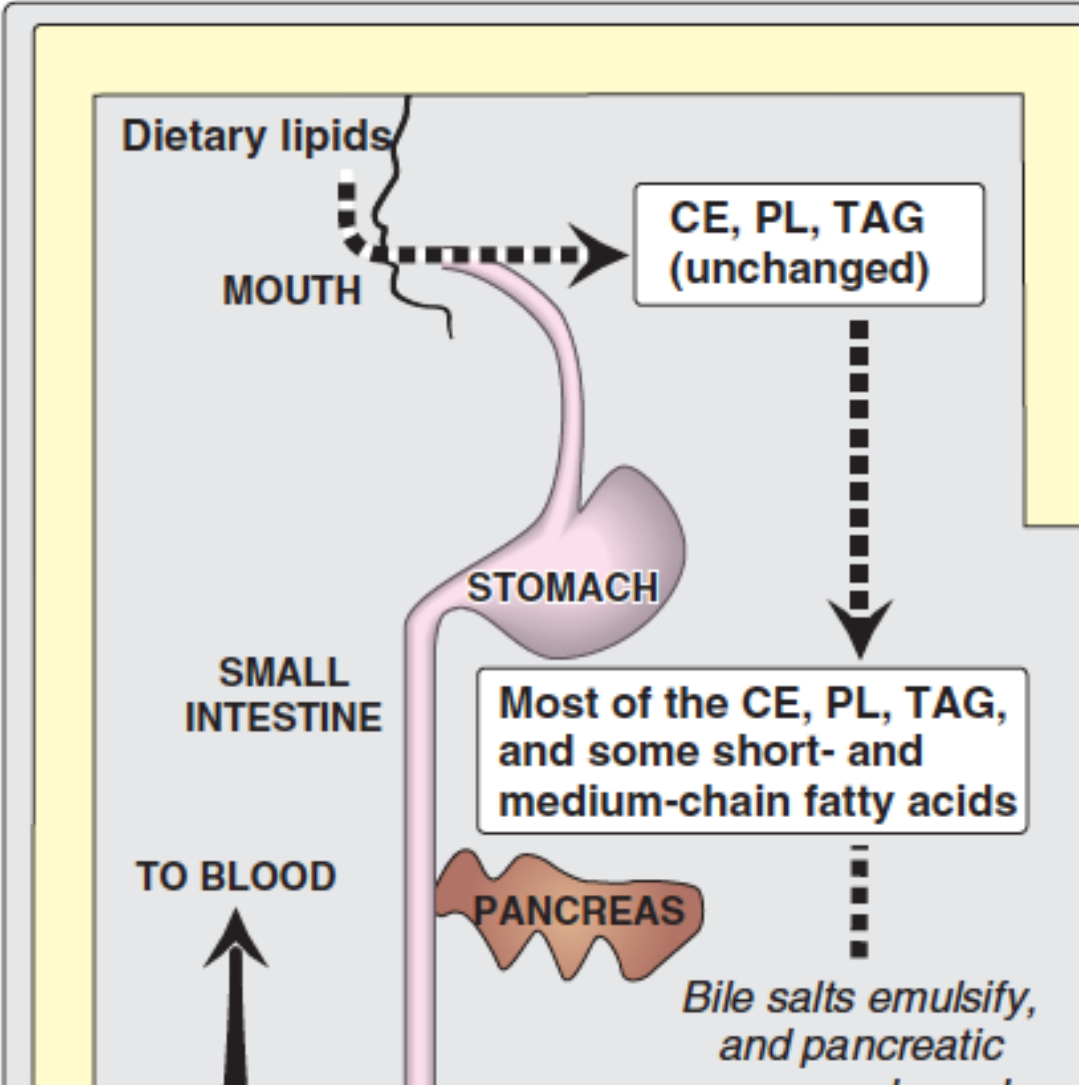 Dietary lipids
CE, PL, TAG
(unchanged)
MOUTH
STOMACH
SMALL
INTESTINE
Most of the CE, PL, TAG,
and some short- and
medium-chain fatty acids
TO BLOOD
PANCREAS
Bile salts emulsify,
and pancreatic